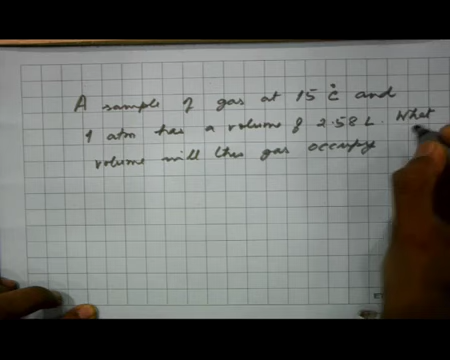 A sample of gas at 15°C and
1 atm has a volume of 2.58 L. What
volume will this gas occupy